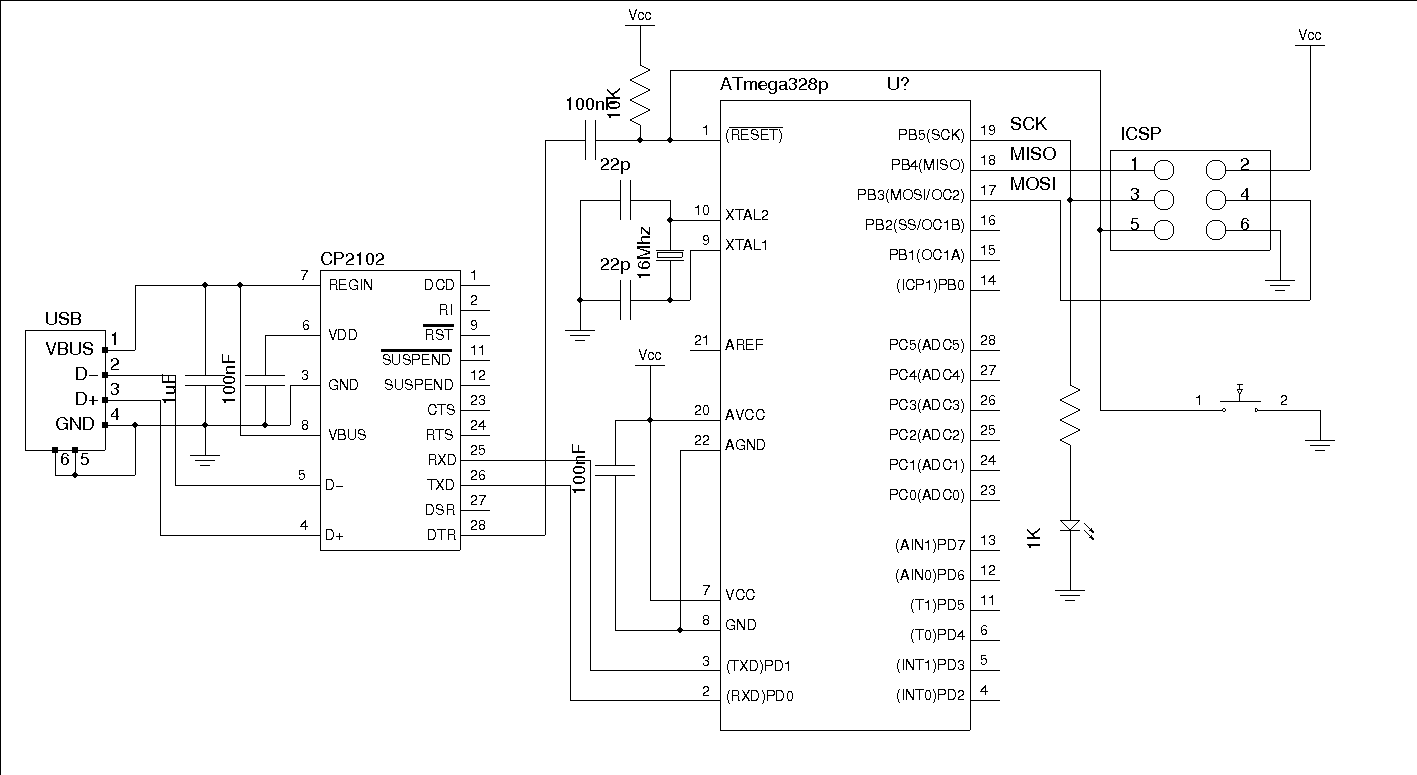 Vcc
Vcc
ATmega328p
U?
100nF
10K
1
(RESET)
PB5(SCK)
19
SCK
ICSP
22p
PB4(MISO)
18
MISO
1
2
PB3(MOSI/OC2)
17
MOSI
3
4
10
XTAL2
PB2(SS/OC1B)
16
5
6
9
XTAL1
PB1(OC1A)
15
22p
16Mhz
(ICP1)PB0
14
CP2102
7
REGIN
DCD
1
RI
2
USB
6
VDD
RST
9
VBUS
1
SUSPEND
11
21
AREF
PC5(ADC5)
28
Vcc
D-
2
3
GND
SUSPEND
12
PC4(ADC4)
27
D+
3
1uF
100nF
CTS
23
PC3(ADC3)
26
1
2
GND
4
8
VBUS
RTS
24
20
AVCC
PC2(ADC2)
25
6
5
RXD
25
100nF
22
AGND
PC1(ADC1)
24
5
D-
TXD
26
PC0(ADC0)
23
DSR
27
4
D+
DTR
28
(AIN1)PD7
13
1K
(AIN0)PD6
12
7
VCC
(T1)PD5
11
8
GND
(T0)PD4
6
3
(TXD)PD1
(INT1)PD3
5
2
(RXD)PD0
(INT0)PD2
4